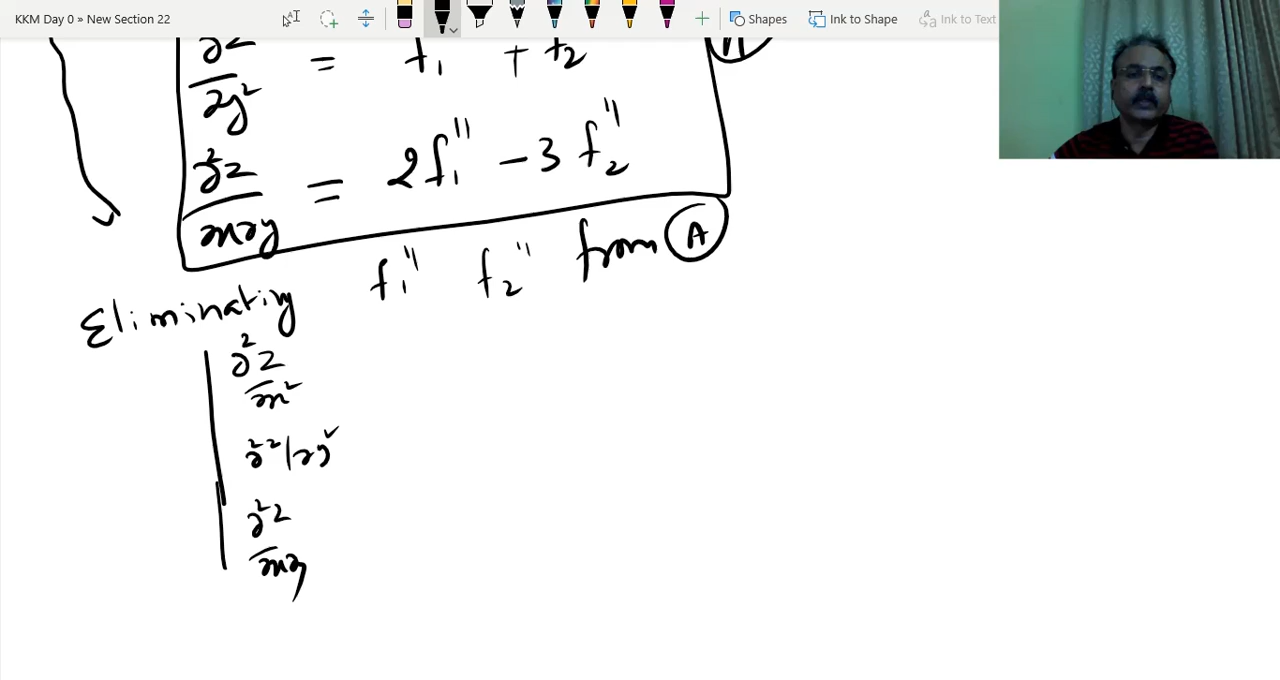 KKM Day 0 » New Section 22
Shapes
Ink to Shape
Ink to Text
∂²z/∂y² = f₁'' + f₂''
∂²z/∂x∂y = 2f₁'' - 3f₂''
f₁'' f₂'' from A
Eliminating
∂²z/∂x²
∂²z/∂y²
∂²z/∂x∂y